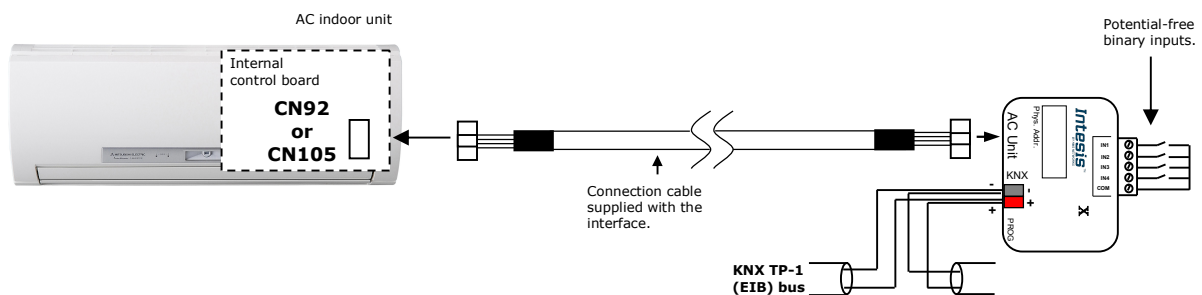 AC indoor unit
Internal
control board
CN92
or
CN105
Connection cable
supplied with the
interface.
Potential-free
binary inputs.
Intesis™
Phys. Addr.
AC Unit
IN1
IN2
IN3
IN4
COM
KNX
-
-
+
+
PROG
X
KNX TP-1
(EIB) bus